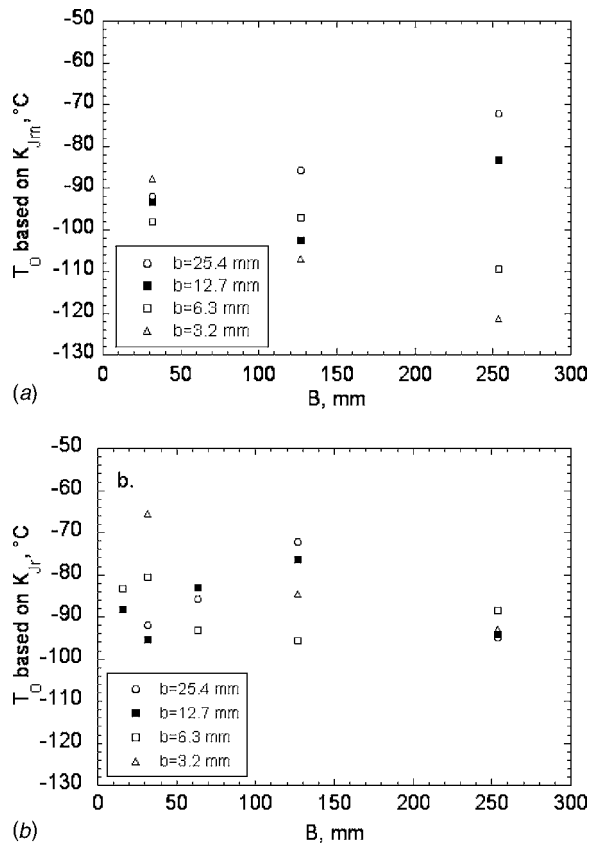 -50
-60
-70
-80
-90
-100
-110
-120
-130
T0 based on KJm, °C
b=25.4 mm
b=12.7 mm
b=6.3 mm
b=3.2 mm
0 50 100 150 200 250 300
B, mm
(a)
-50
b.
-60
-70
-80
-90
-100
-110
-120
-130
T0 based on KJr, °C
b=25.4 mm
b=12.7 mm
b=6.3 mm
b=3.2 mm
0 50 100 150 200 250 300
B, mm
(b)